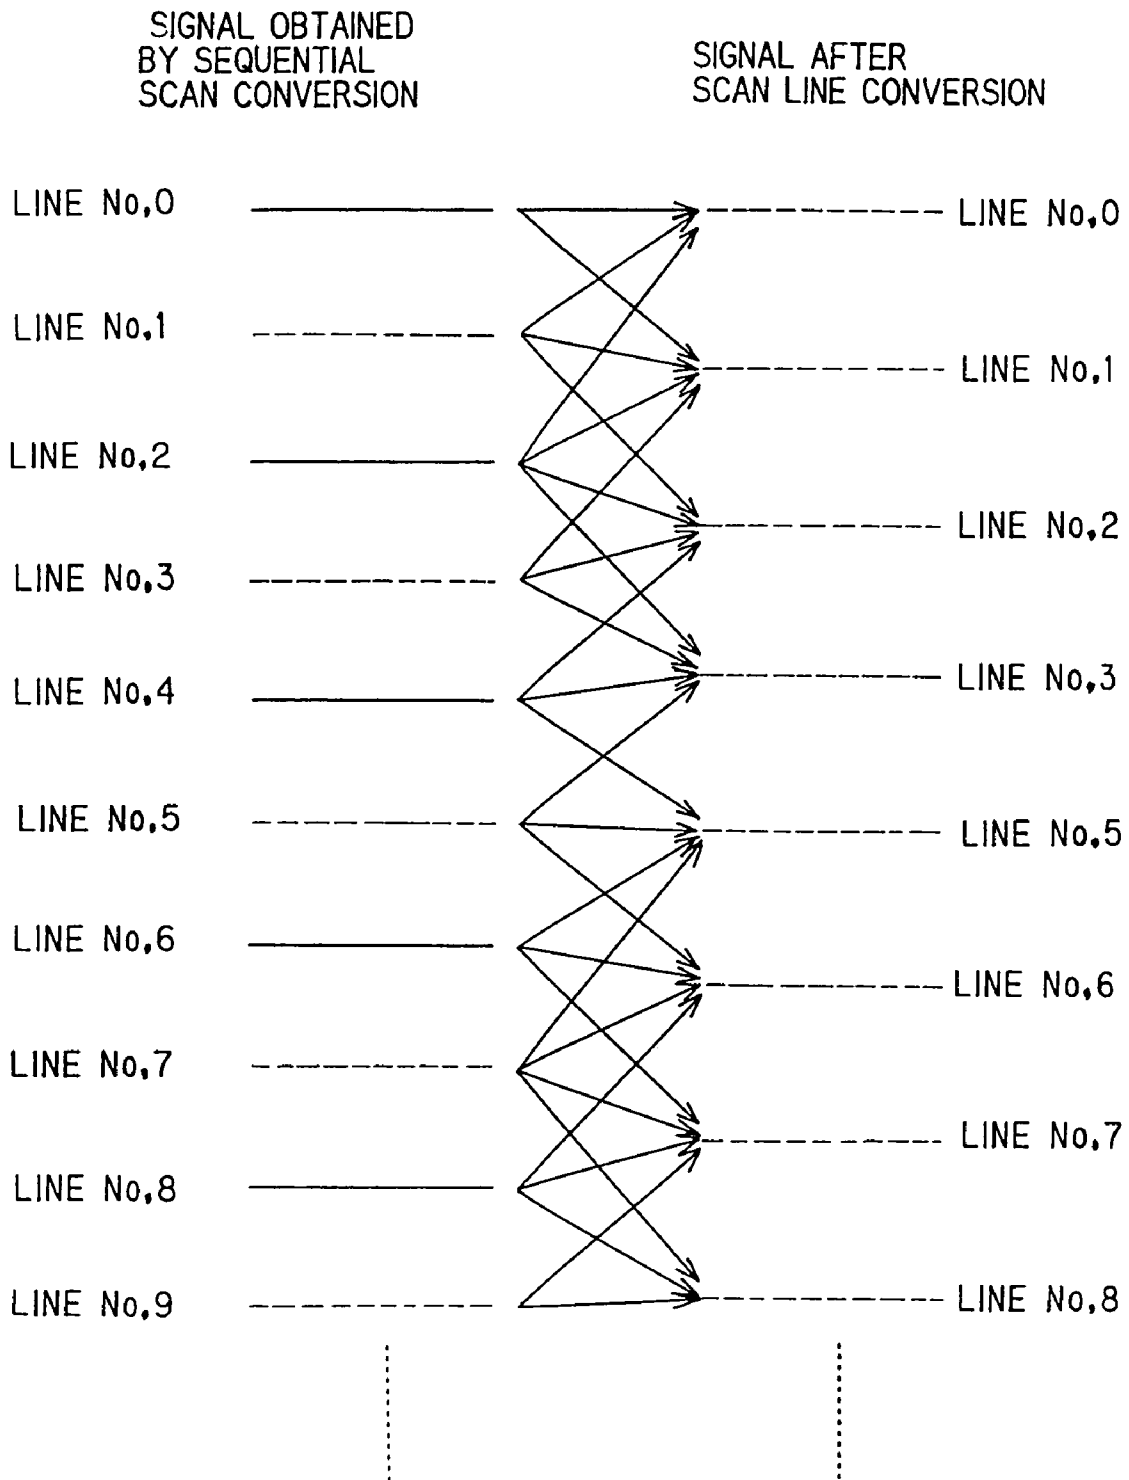 SIGNAL OBTAINED
BY SEQUENTIAL
SCAN CONVERSION
SIGNAL AFTER
SCAN LINE CONVERSION
LINE No,0
LINE No,0
LINE No,1
LINE No,1
LINE No,2
LINE No,2
LINE No,3
LINE No,3
LINE No,4
LINE No,5
LINE No,5
LINE No,6
LINE No,6
LINE No,7
LINE No,7
LINE No,8
LINE No,8
LINE No,9